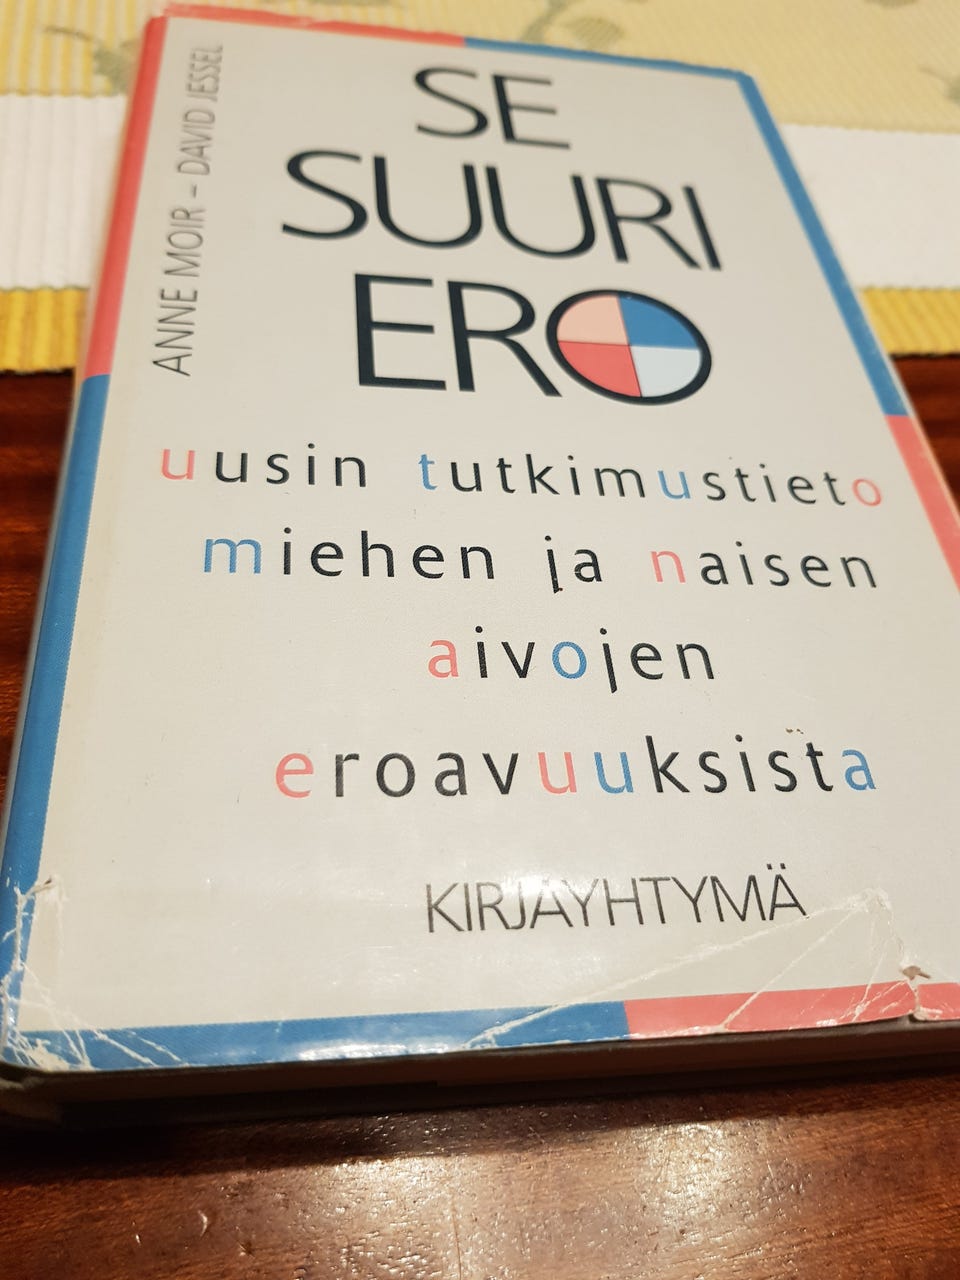 ANNE MOIR – DAVID JESSEL
SE
SUURI
ERO
uusin tutkimustieto
miehen ja naisen
aivojen
eroavuuksista
KIRJAYHTYMÄ